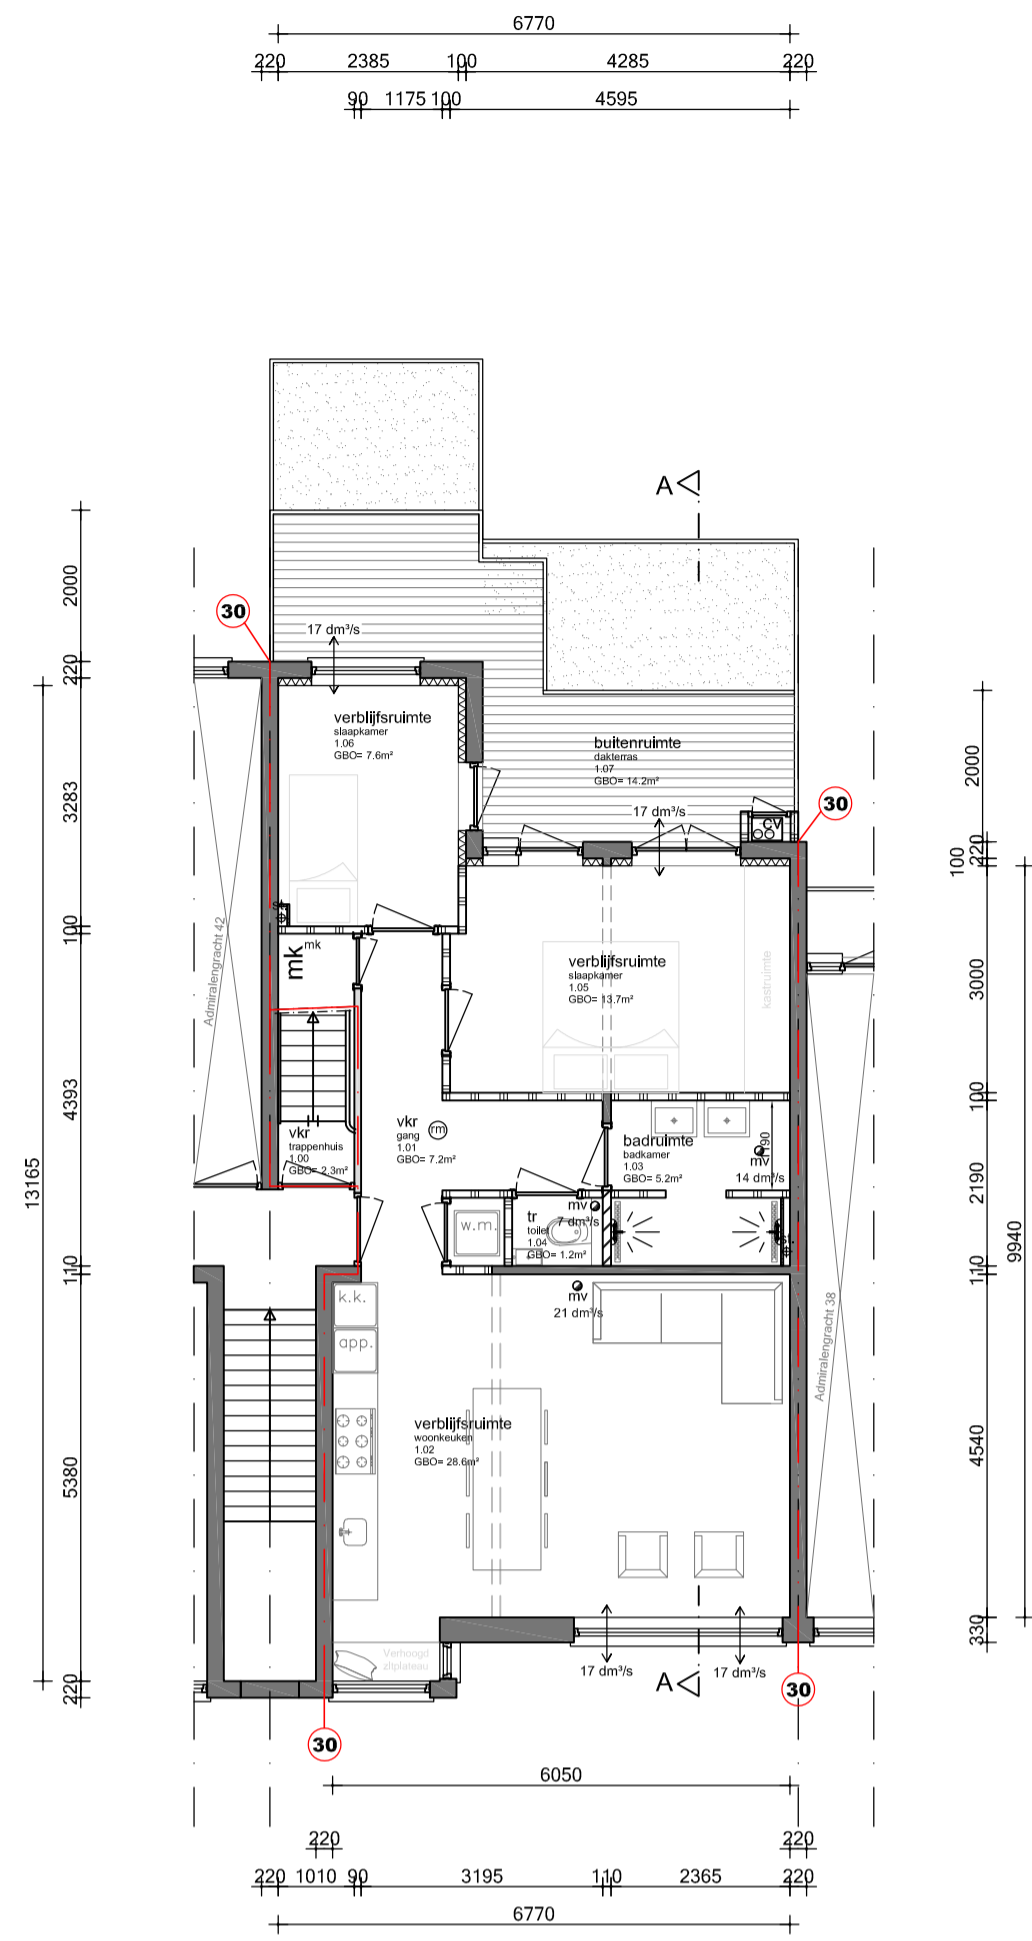 6770
220 2385 100 4285 220
90 1175 100 4595
A
2000
30
17 dm³/s
220
verblijfsruimte
slaapkamer
1.06
GBO= 7.6m²
buitenruimte
dakterras
1.07
GBO= 14.2m²
2000
3283
17 dm³/s
30
cv
220
100
st.
100
Admiralengracht 42
mk
mk
verblijfsruimte
slaapkamer
1.05
GBO= 13.7m²
kastruimte
3000
4393
100
vkr
trappenhuis
1.00
GBO= 2.3m²
vkr
gang
1.01
GBO= 7.2m²
rm
badruimte
badkamer
1.03
GBO= 5.2m²
1190
mv
14 dm³/s
2190
13165
w.m.
tr
toilet
1.04
GBO= 1.2m²
mv
7 dm³/s
st.
9940
110
110
k.k.
app.
mv
21 dm³/s
Admiralengracht 38
verblijfsruimte
woonkeuken
1.02
GBO= 28.6m²
4540
5380
Verhoogd
zitplateau
330
17 dm³/s
17 dm³/s
A
220
30
30
6050
220
220
220 1010 90 3195 110 2365 220
6770